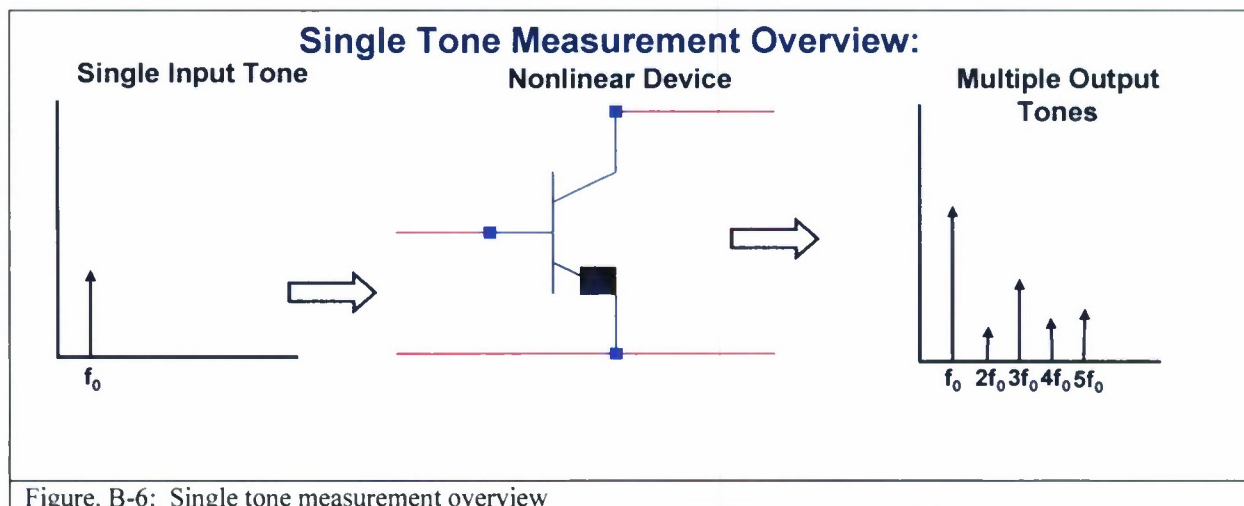 Single Tone Measurement Overview:
Single Input Tone
Nonlinear Device
Multiple Output
Tones
f₀
f₀ 2f₀ 3f₀ 4f₀ 5f₀
Figure. B-6: Single tone measurement overview